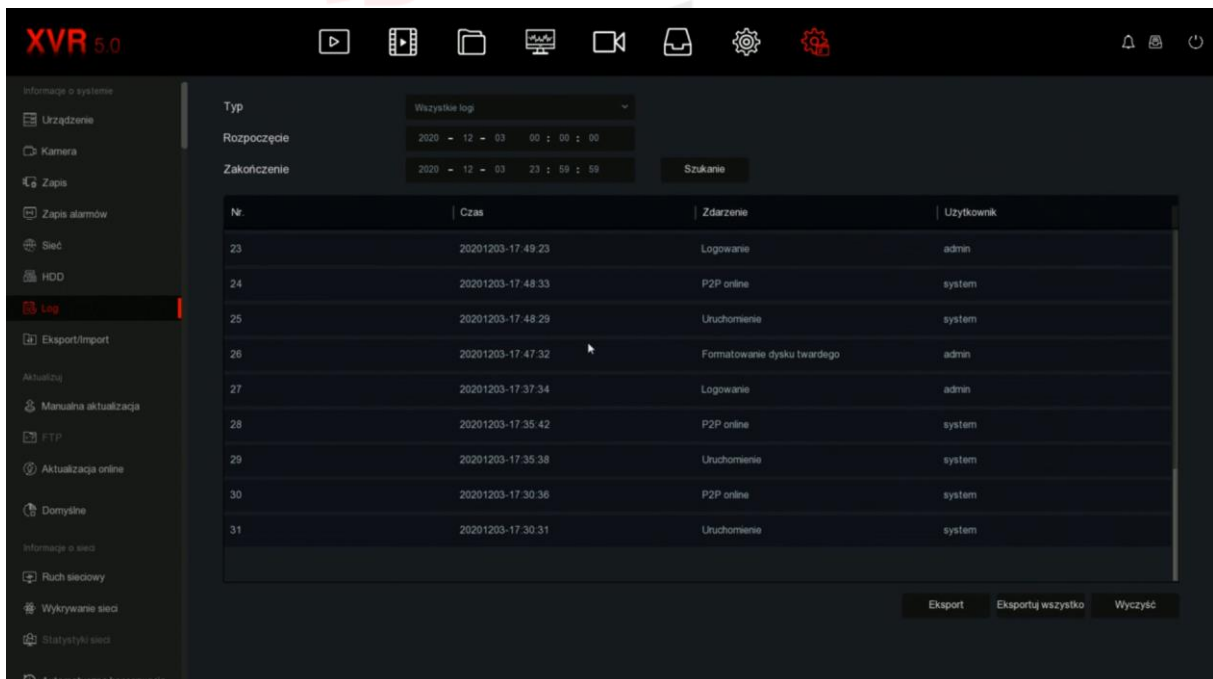 XVR 5.0
Informacje o systemie
Urządzenie
Kamera
Zapis
Zapis alarmów
Sieć
HDD
Log
Eksport/Import
Aktualizuj
Manualna aktualizacja
FTP
Aktualizacja online
Domyślne
Informacje o sieci
Ruch sieciowy
Wykrywanie sieci
Statystyki sieci
Typ Wszystkie logi
Rozpoczęcie 2020 - 12 - 03 00 : 00 : 00
Zakończenie 2020 - 12 - 03 23 : 59 : 59 Szukanie
Nr. Czas Zdarzenie Użytkownik
23 20201203-17:49:23 Logowanie admin
24 20201203-17:48:33 P2P online system
25 20201203-17:48:29 Uruchomienie system
26 20201203-17:47:32 Formatowanie dysku twardego admin
27 20201203-17:37:34 Logowanie admin
28 20201203-17:35:42 P2P online system
29 20201203-17:35:38 Uruchomienie system
30 20201203-17:30:36 P2P online system
31 20201203-17:30:31 Uruchomienie system
Eksport Eksportuj wszystko Wyczyść